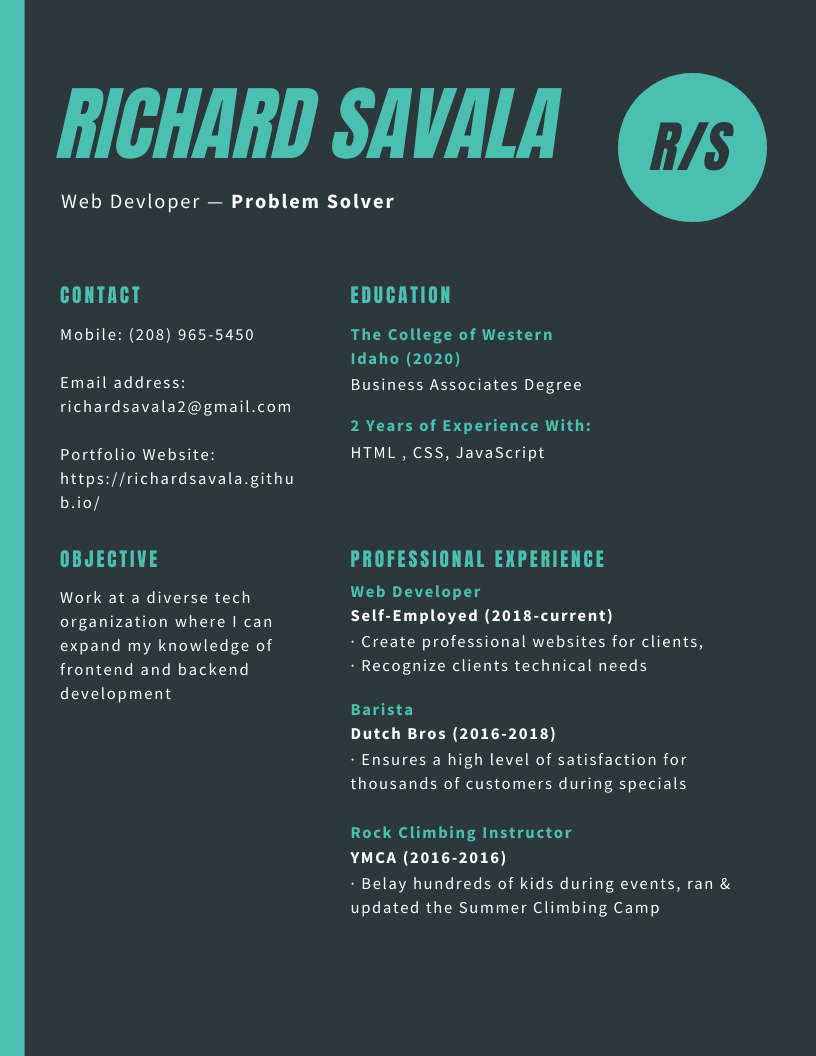 RICHARD SAVALA
R/S
Web Devloper — Problem Solver
CONTACT
Mobile: (208) 965-5450
Email address:
richardsavala2@gmail.com
Portfolio Website:
https://richardsavala.githu
b.io/
EDUCATION
The College of Western
Idaho (2020)
Business Associates Degree
2 Years of Experience With:
HTML , CSS, JavaScript
OBJECTIVE
Work at a diverse tech
organization where I can
expand my knowledge of
frontend and backend
development
PROFESSIONAL EXPERIENCE
Web Developer
Self-Employed (2018-current)
· Create professional websites for clients,
· Recognize clients technical needs
Barista
Dutch Bros (2016-2018)
· Ensures a high level of satisfaction for
thousands of customers during specials
Rock Climbing Instructor
YMCA (2016-2016)
· Belay hundreds of kids during events, ran &
updated the Summer Climbing Camp